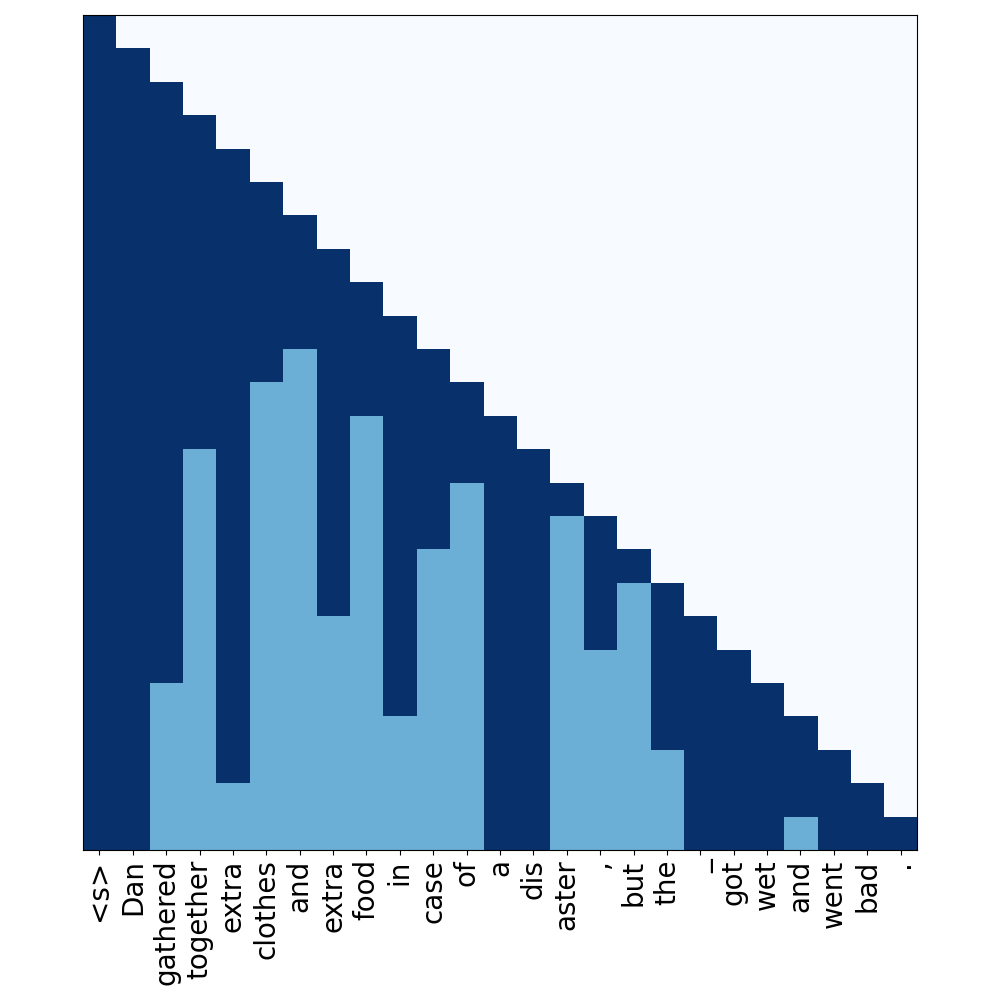 <s> Dan gathered together extra clothes and extra food in case of a dis aster , but the _ got wet and went bad .